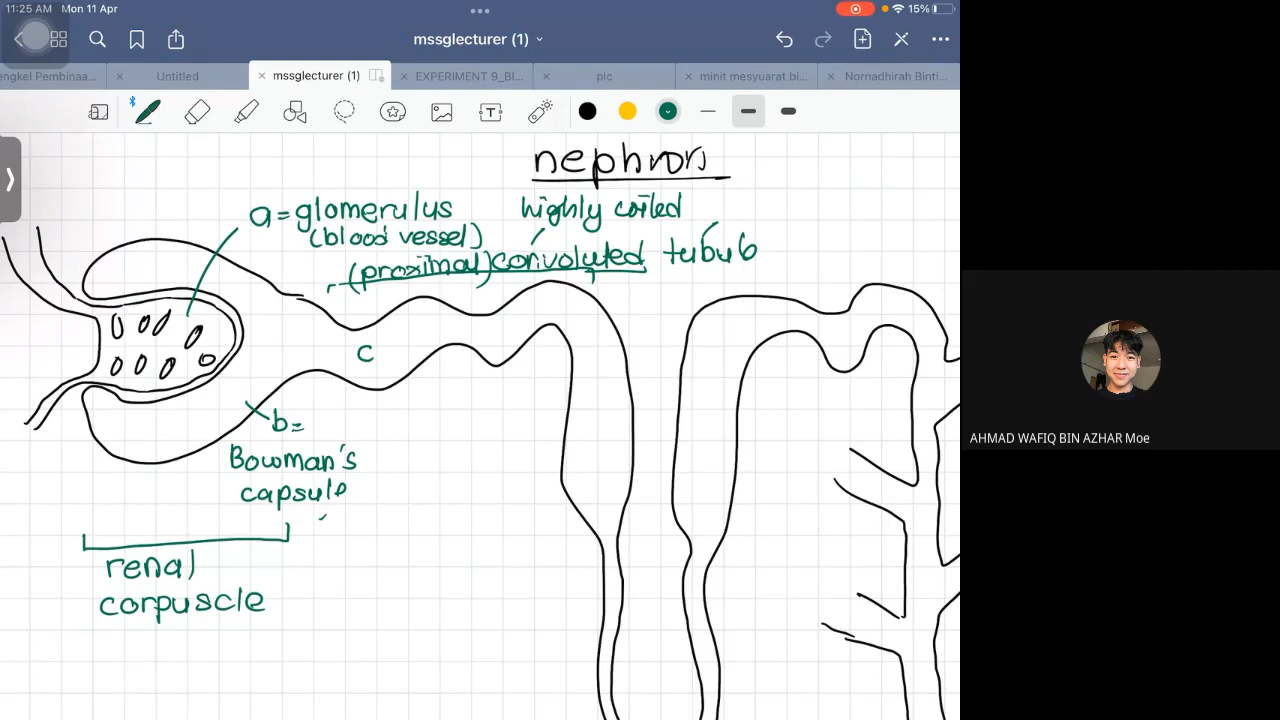 11:25 AM Mon 11 Apr
15%
mssglecturer (1)
engkel Pembinaa...
Untitled
mssglecturer (1)
EXPERIMENT 9_BI...
plc
minit mesyuarat bi...
Nornadhirah Binti...
T
nephron
a = glomerulus
(blood vessel)
highly coiled
(proximal) convoluted tubule
c
b =
Bowman's
capsule
renal
corpuscle
AHMAD WAFIQ BIN AZHAR Moe